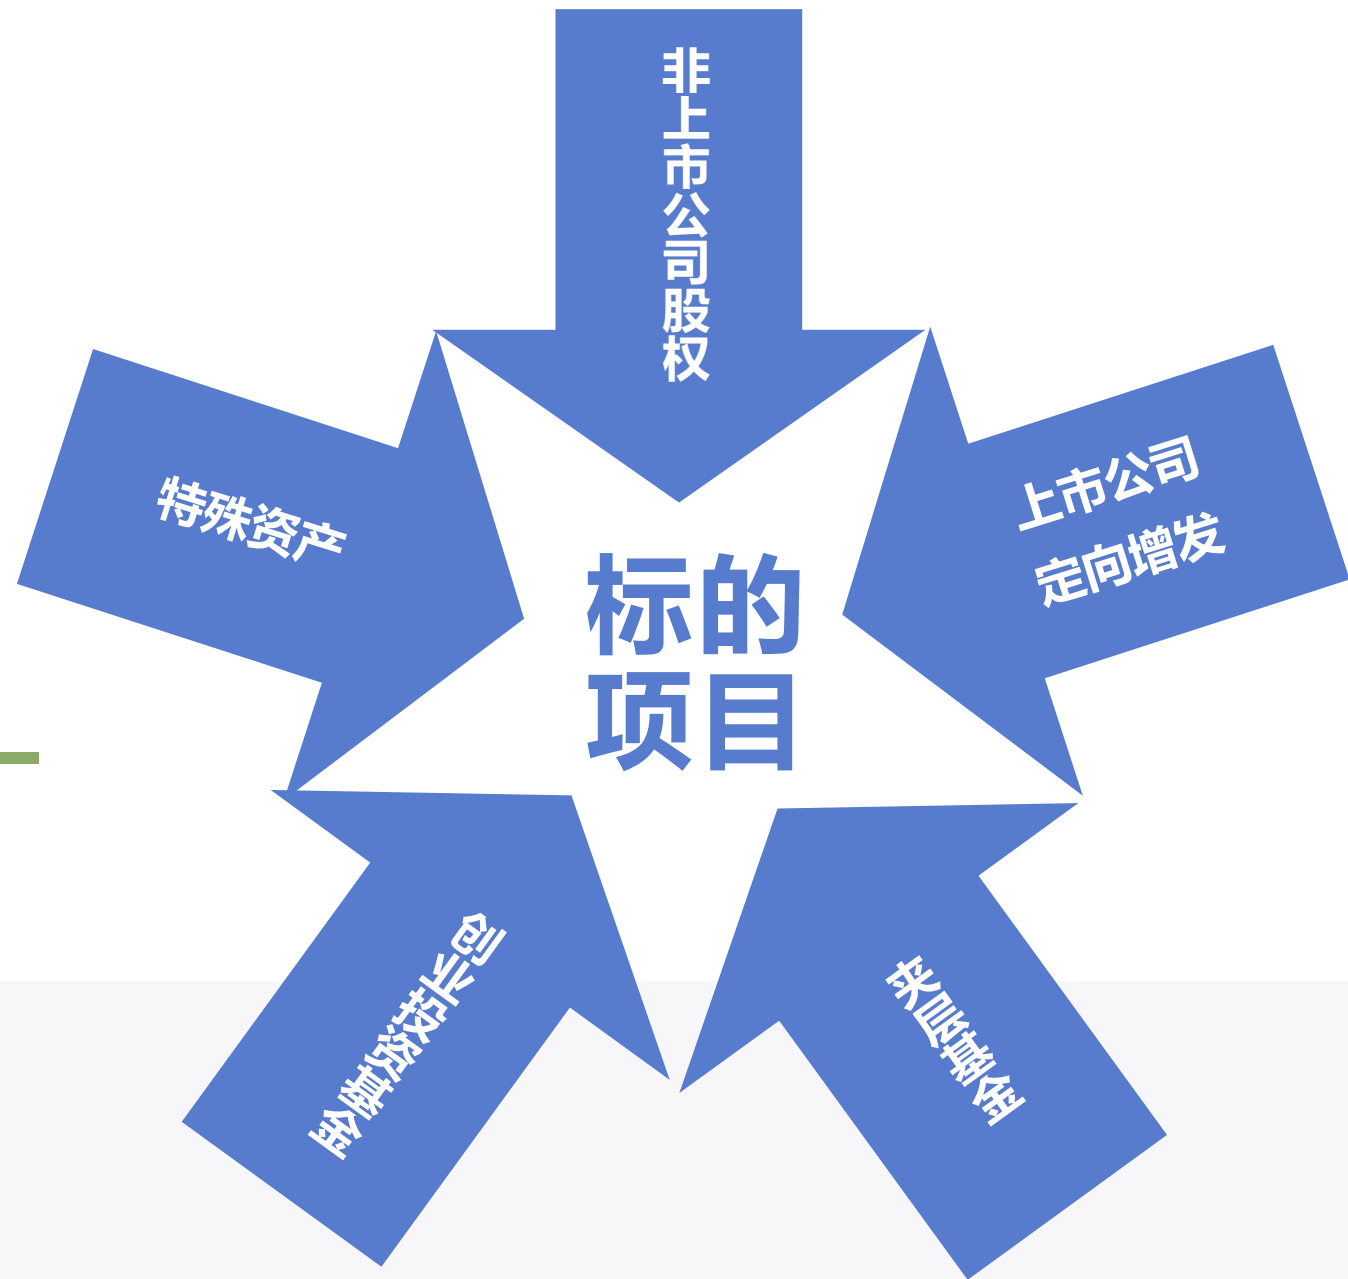 非上市公司股权
特殊资产
上市公司
定向增发
标的
项目
创业投资基金
夹层基金